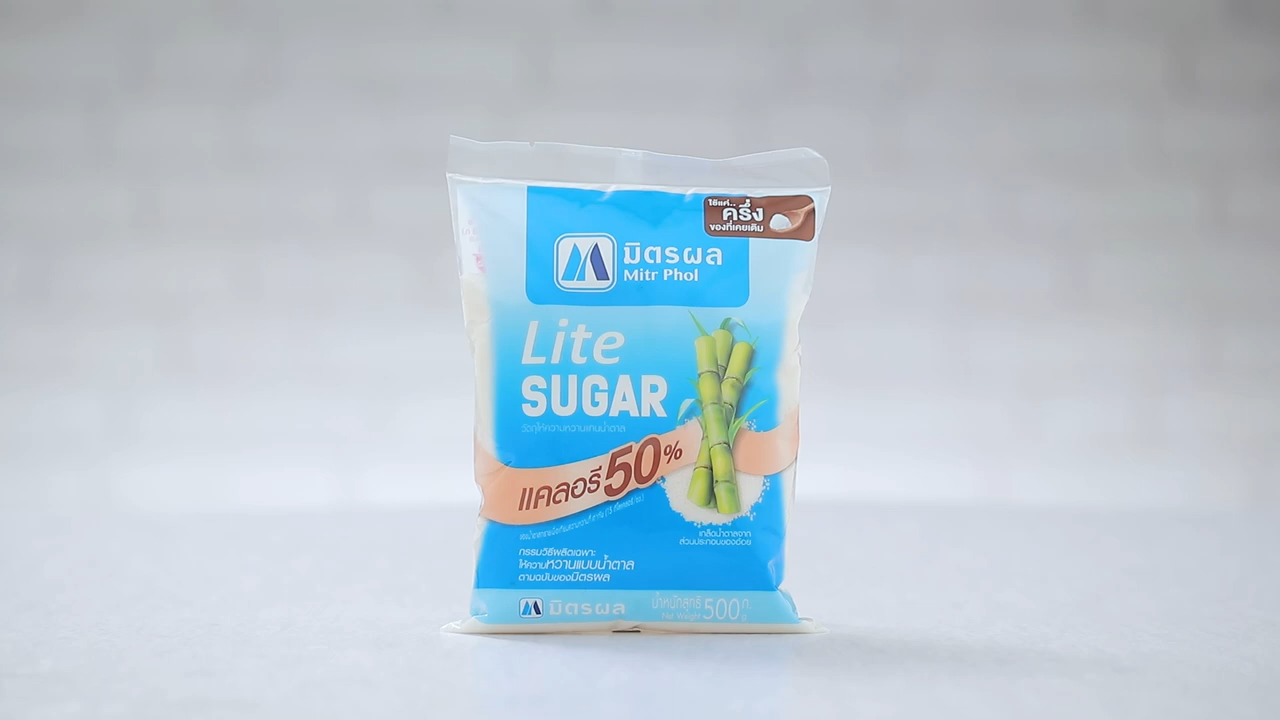 ใช้แค่..
ครึ่ง
ของที่เคยเติม
มิตรผล
Mitr Phol
Lite
SUGAR
วัตถุให้ความหวานแทนน้ำตาล
แคลอรี 50%
เกล็ดน้ำตาลจาก
ส่วนประกอบของอ้อย
กรรมวิธีผลิตเฉพาะ
ให้ความหวานแบบน้ำตาล
ตามฉบับของมิตรผล
มิตรผล
น้ำหนักสุทธิ 500 ก.
Net Weight g